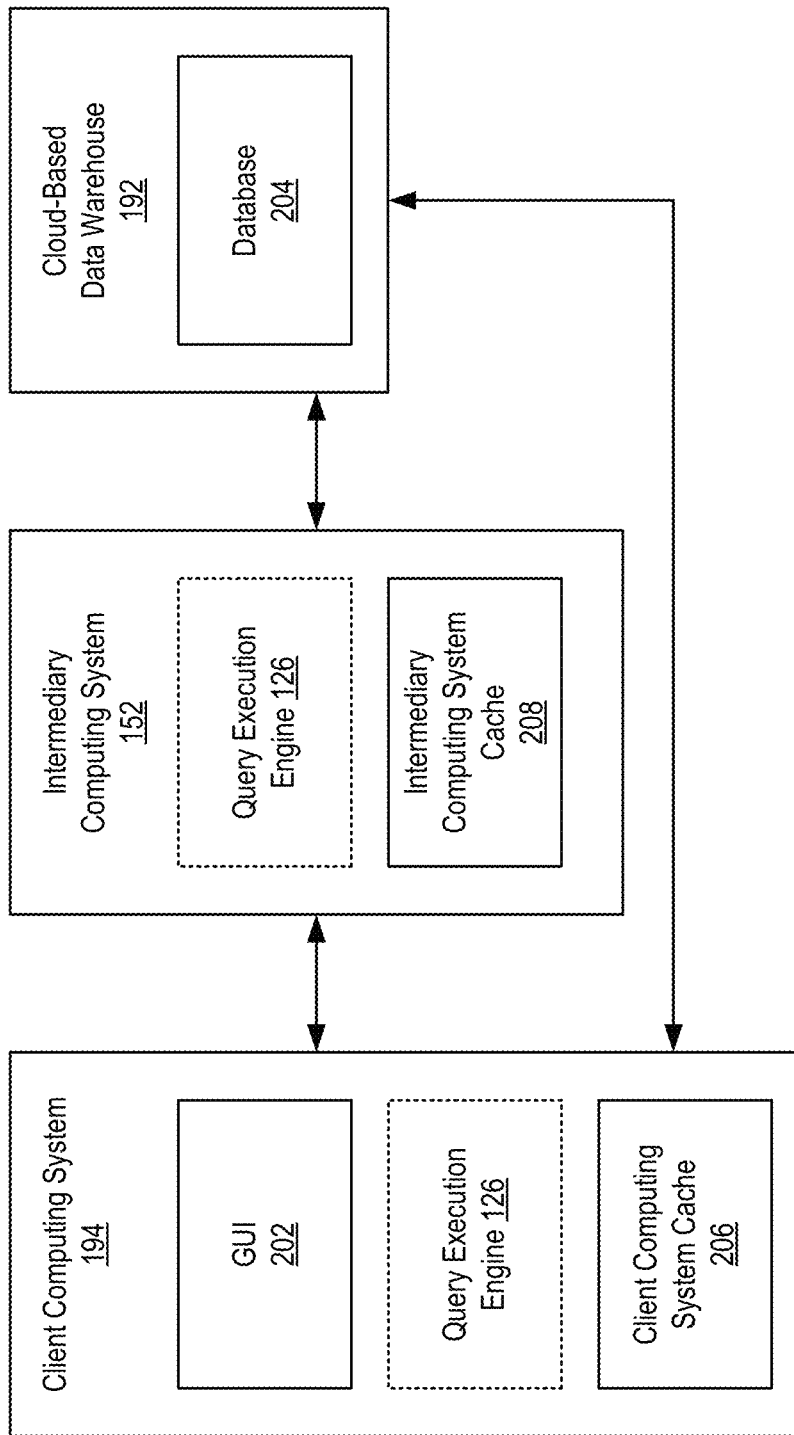 Client Computing System
194
GUI
202
Query Execution
Engine 126
Client Computing
System Cache
206
Intermediary
Computing System
152
Query Execution
Engine 126
Intermediary
Computing System
Cache
208
Cloud-Based
Data Warehouse
192
Database
204